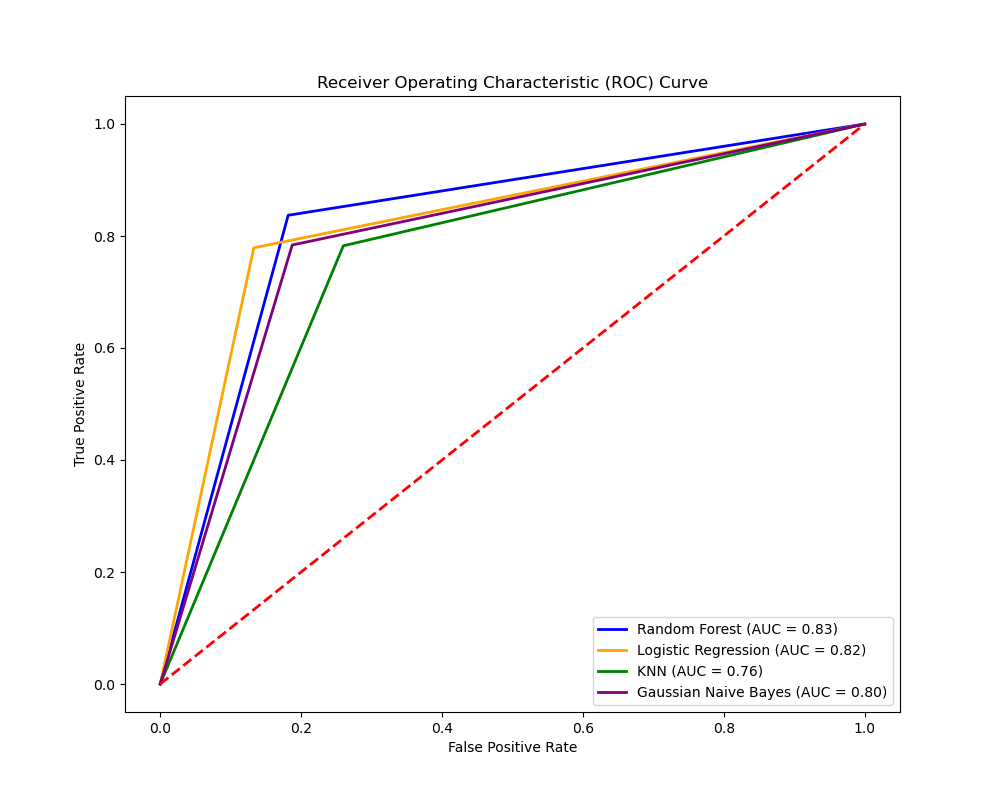 Receiver Operating Characteristic (ROC) Curve
1.0
0.8
0.6
0.4
0.2
0.0
True Positive Rate
0.0 0.2 0.4 0.6 0.8 1.0
False Positive Rate
Random Forest (AUC = 0.83)
Logistic Regression (AUC = 0.82)
KNN (AUC = 0.76)
Gaussian Naive Bayes (AUC = 0.80)